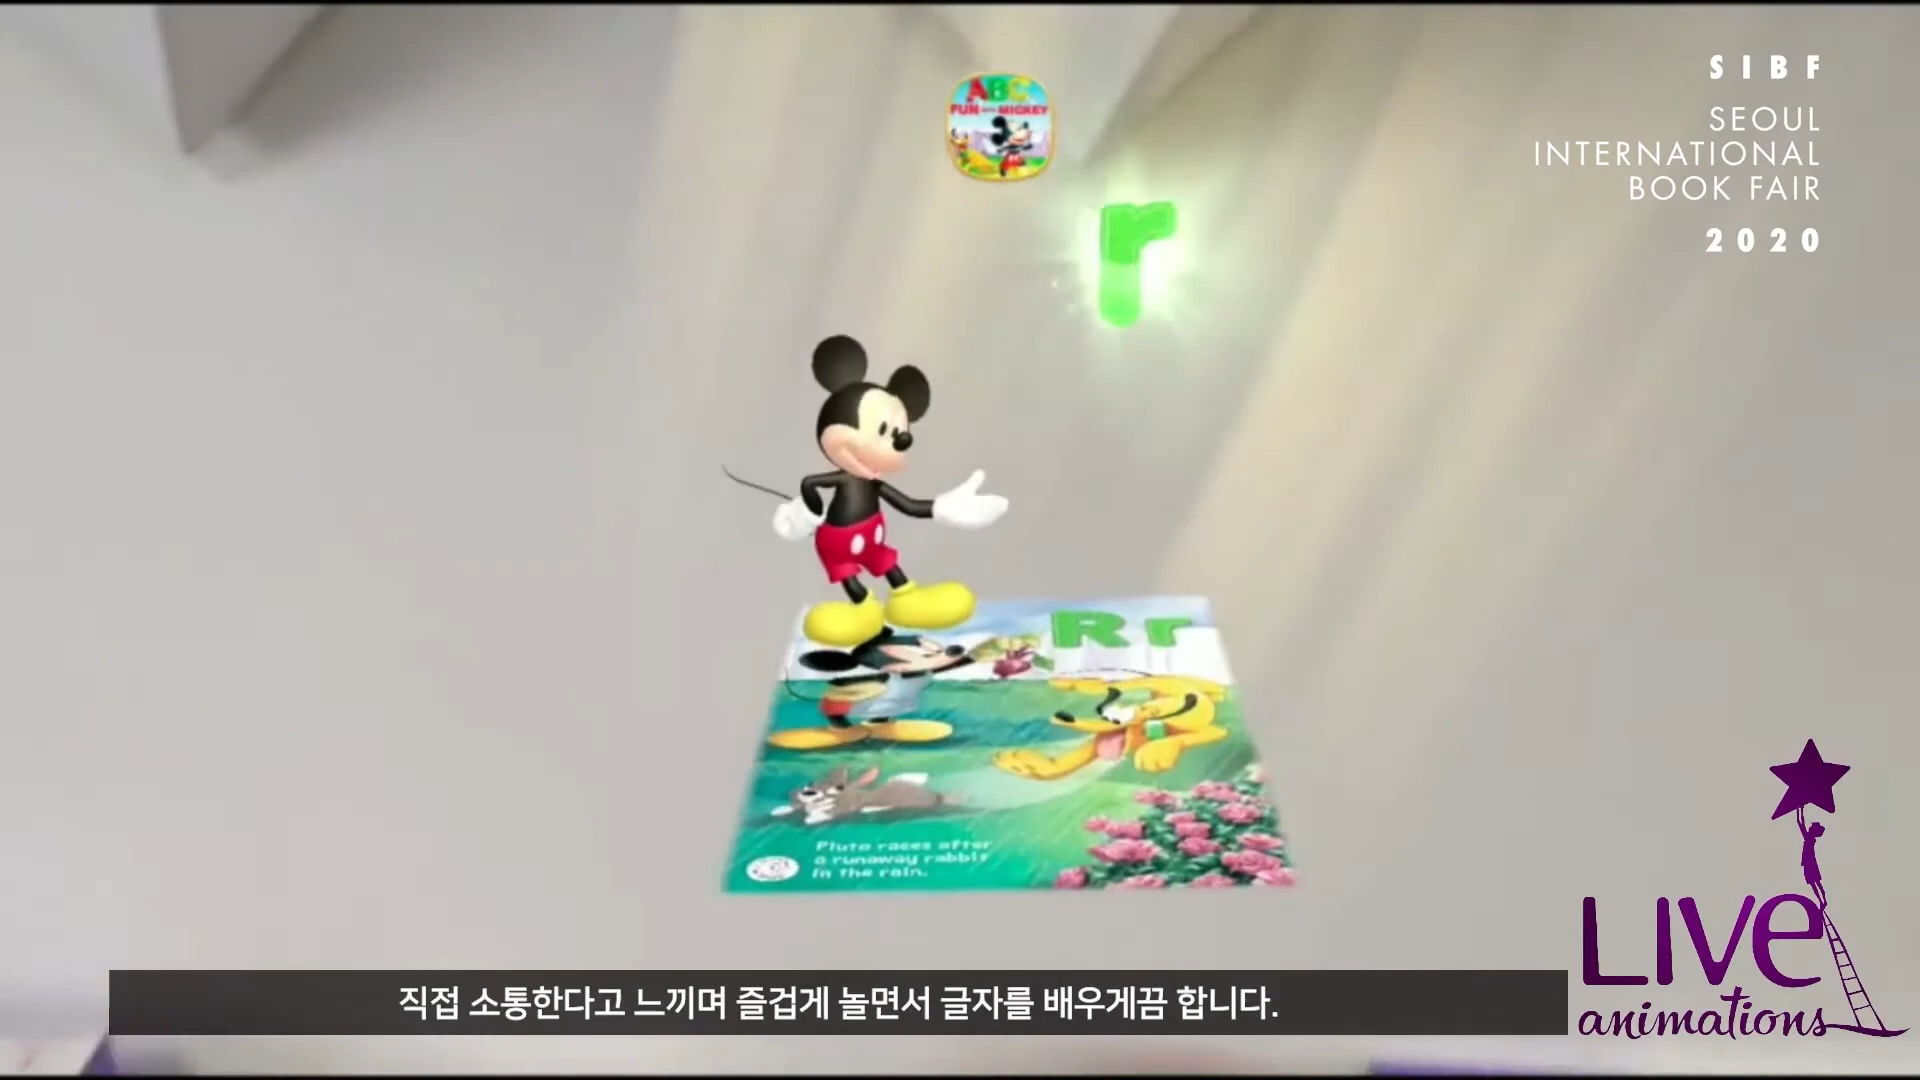 ABC
FUN WITH MICKEY
r
SIBF
SEOUL
INTERNATIONAL
BOOK FAIR
2020
Rr
Pluto races after
a runaway rabbit
in the rain.
직접 소통한다고 느끼며 즐겁게 놀면서 글자를 배우게끔 합니다.
LIVe
animations